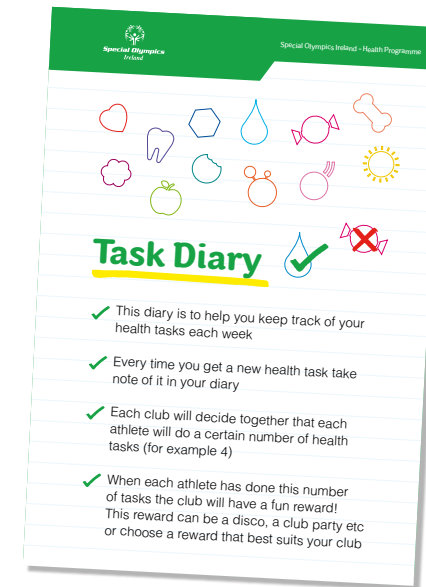 Special Olympics
Ireland
Special Olympics Ireland - Health Programme
Task Diary
This diary is to help you keep track of your
health tasks each week
Every time you get a new health task take
note of it in your diary
Each club will decide together that each
athlete will do a certain number of health
tasks (for example 4)
When each athlete has done this number
of tasks the club will have a fun reward!
This reward can be a disco, a club party etc
or choose a reward that best suits your club